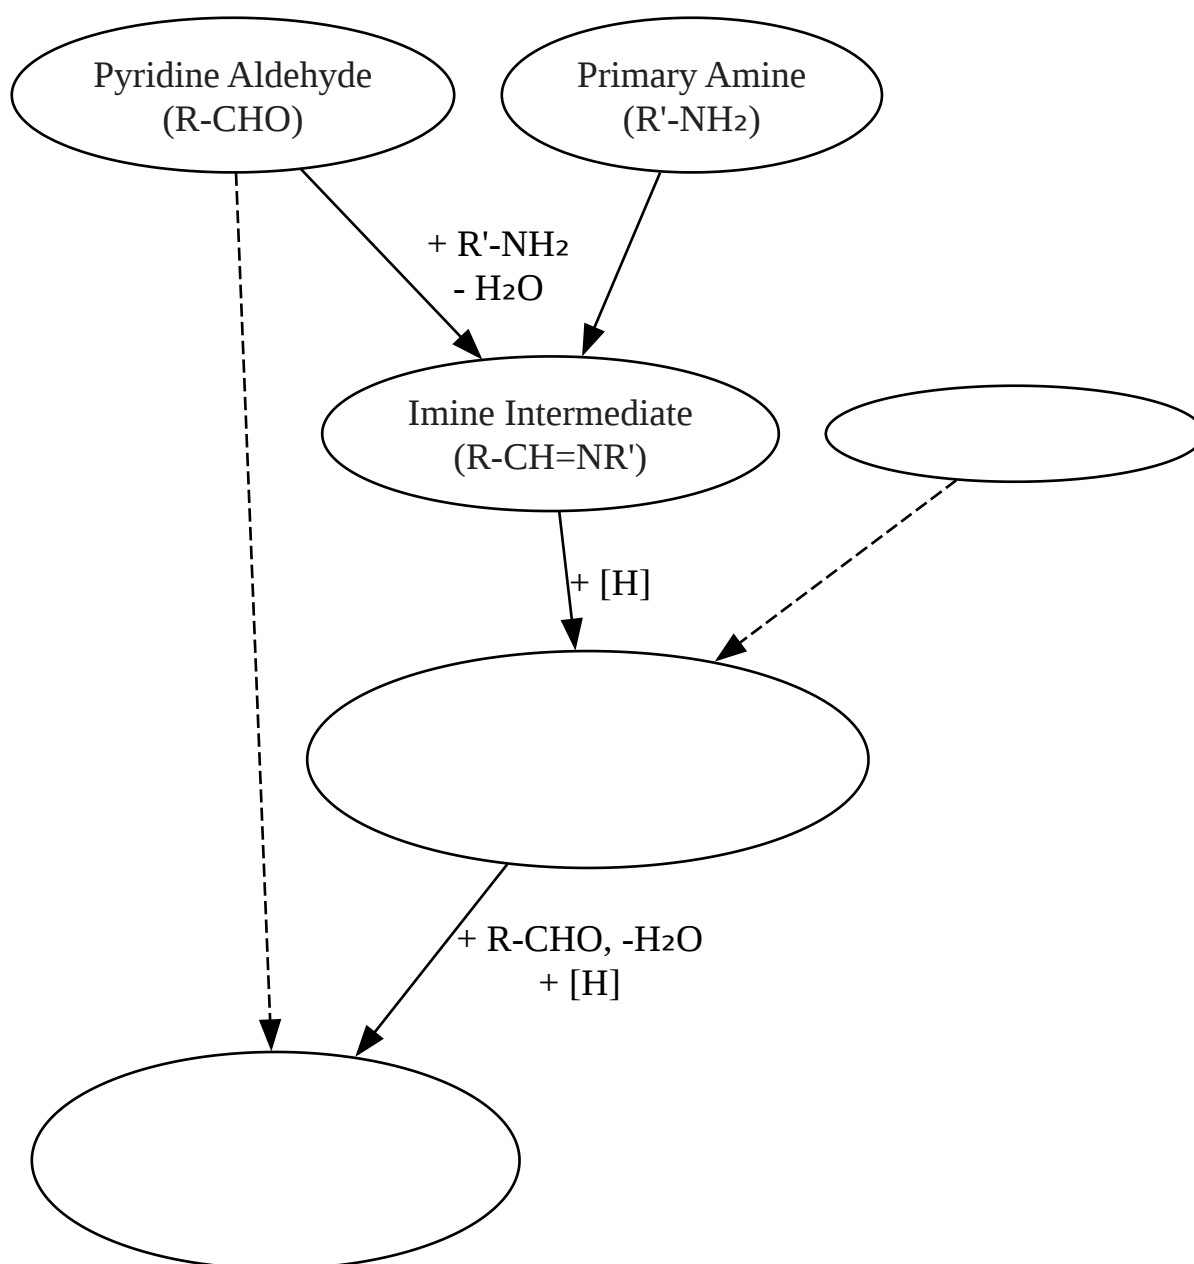 Pyridine Aldehyde
(R-CHO)
Primary Amine
(R'-NH₂)
+ R'-NH₂
- H₂O
Imine Intermediate
(R-CH=NR')
+ [H]
+ R-CHO, -H₂O
+ [H]